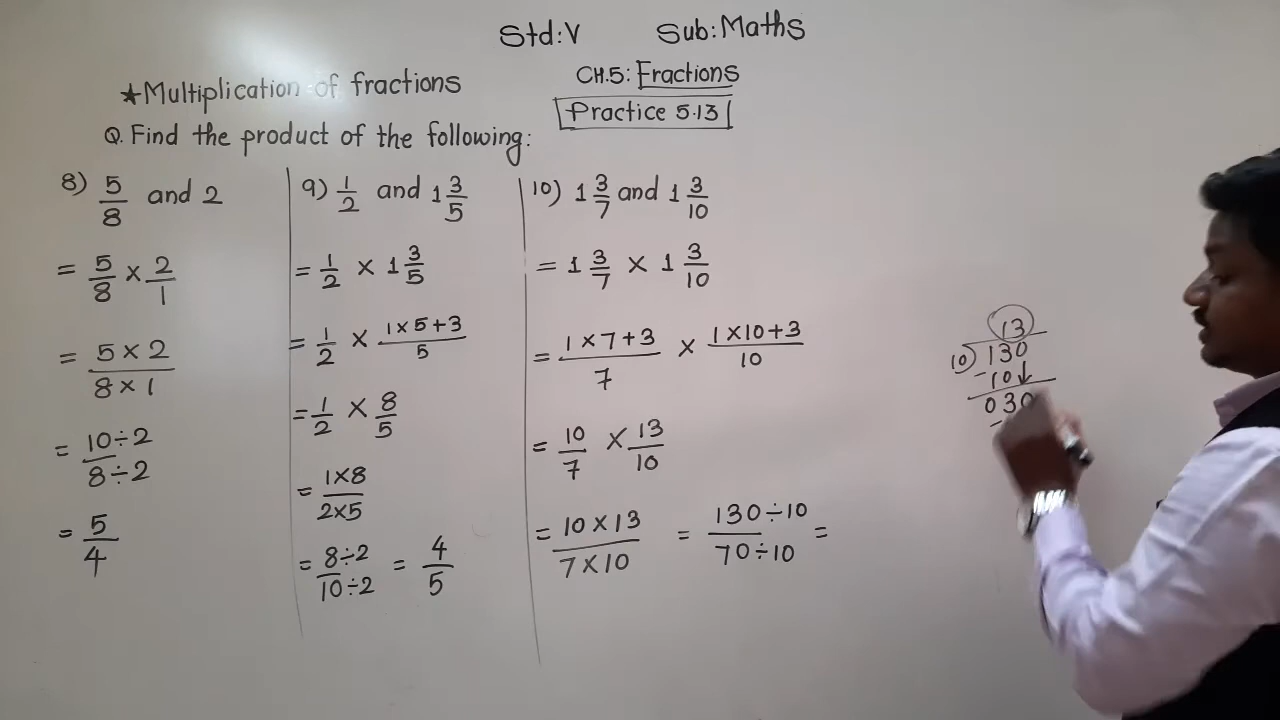 Std: V Sub: Maths
CH.5: Fractions
★ Multiplication of fractions
Practice 5.13
Q. Find the product of the following:
8) 5/8 and 2
= 5/8 × 2/1
= 5 × 2 / 8 × 1
= 10 ÷ 2 / 8 ÷ 2
= 5/4
9) 1/2 and 1 3/5
= 1/2 × 1 3/5
= 1/2 × 1 × 5 + 3 / 5
= 1/2 × 8/5
= 1 × 8 / 2 × 5
= 8 ÷ 2 / 10 ÷ 2 = 4/5
10) 1 3/7 and 1 3/10
= 1 3/7 × 1 3/10
= 1 × 7 + 3 / 7 × 1 × 10 + 3 / 10
= 10/7 × 13/10
= 10 × 13 / 7 × 10 = 130 ÷ 10 / 70 ÷ 10 =
13
10) 130
- 10↓
030
-